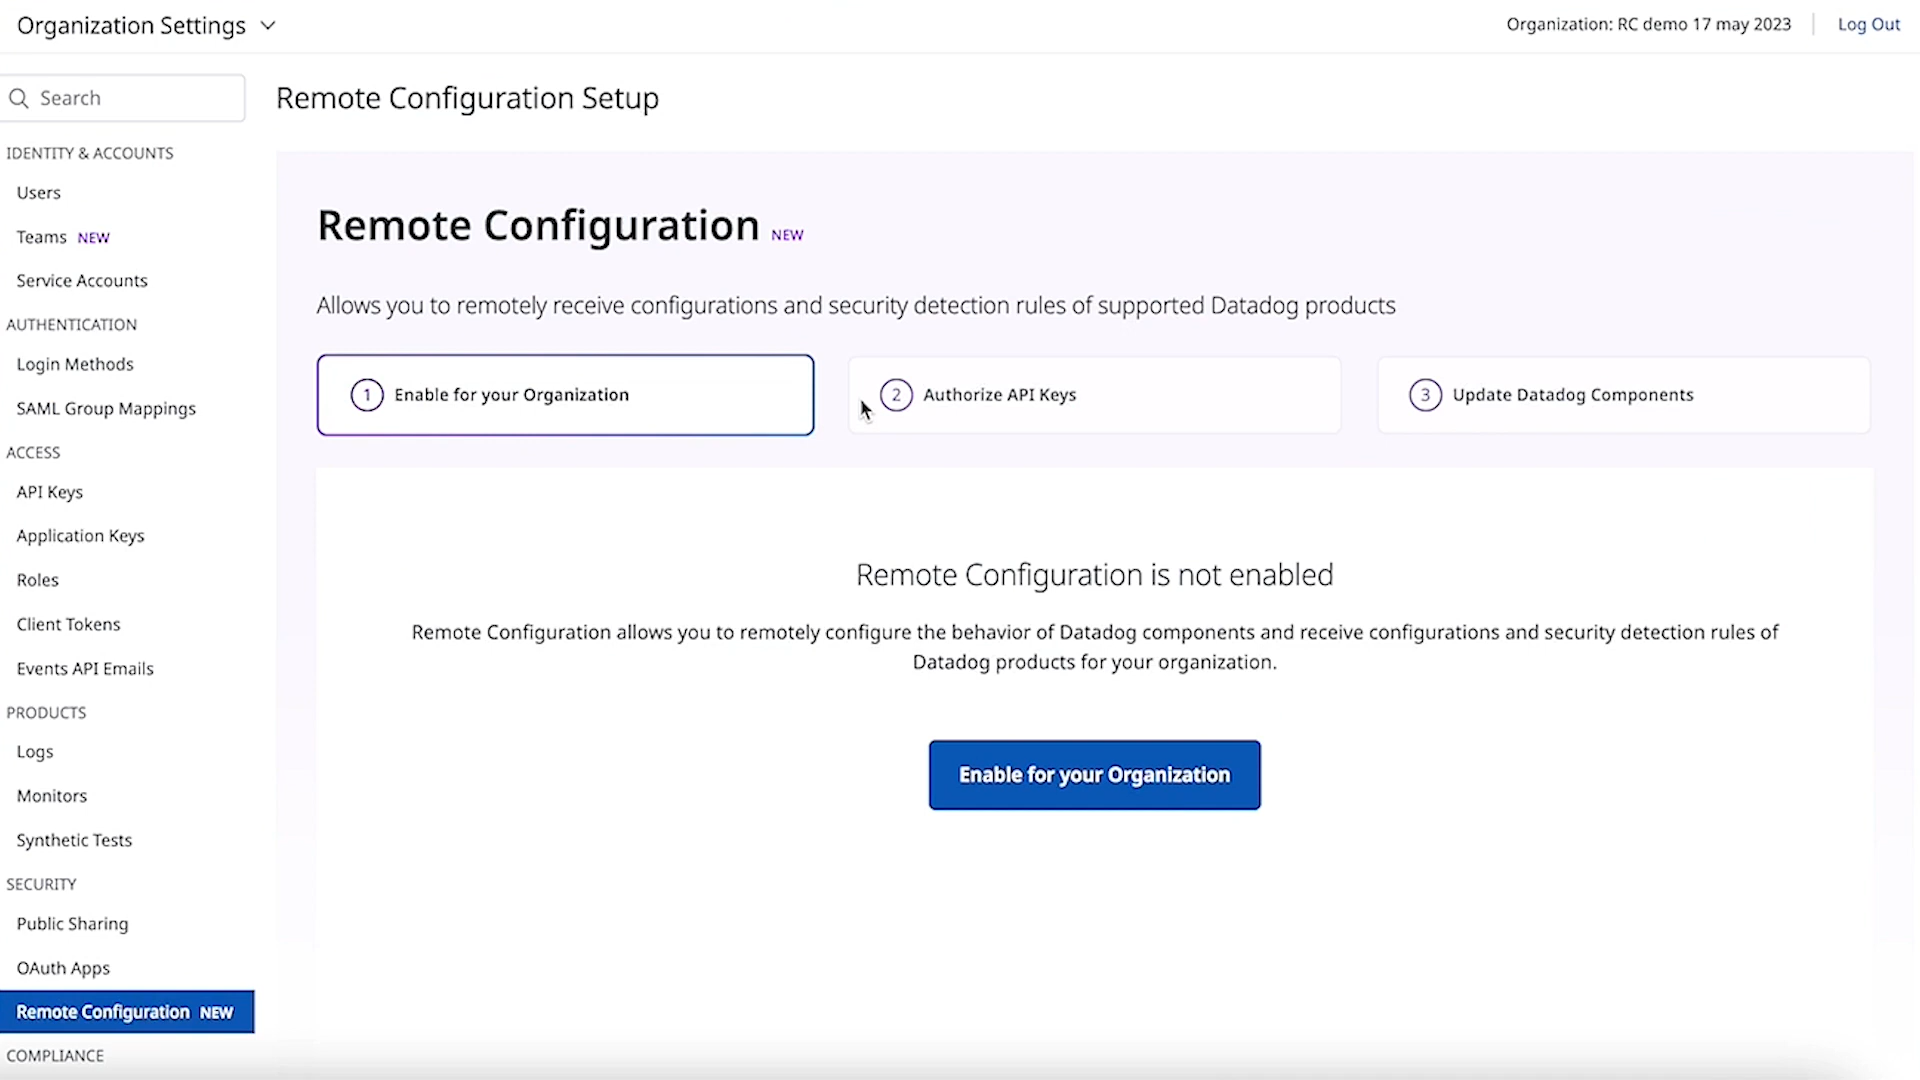 Organization Settings
Organization: RC demo 17 may 2023
Log Out
Search
IDENTITY & ACCOUNTS
Users
Teams NEW
Service Accounts
AUTHENTICATION
Login Methods
SAML Group Mappings
ACCESS
API Keys
Application Keys
Roles
Client Tokens
Events API Emails
PRODUCTS
Logs
Monitors
Synthetic Tests
SECURITY
Public Sharing
OAuth Apps
Remote Configuration NEW
COMPLIANCE
Remote Configuration Setup
Remote Configuration NEW
Allows you to remotely receive configurations and security detection rules of supported Datadog products
1 Enable for your Organization
2 Authorize API Keys
3 Update Datadog Components
Remote Configuration is not enabled
Remote Configuration allows you to remotely configure the behavior of Datadog components and receive configurations and security detection rules of
Datadog products for your organization.
Enable for your Organization